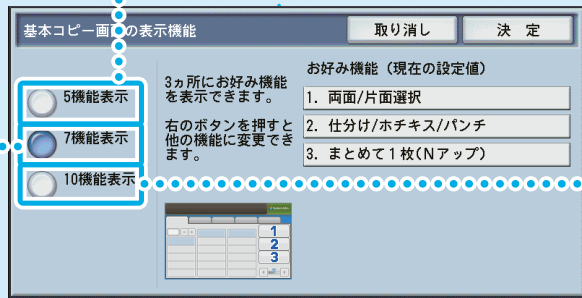 基本コピー画面の表示機能
取り消し
決 定
5機能表示
7機能表示
10機能表示
3ヵ所にお好み機能
を表示できます。
右のボタンを押すと
他の機能に変更でき
ます。
お好み機能(現在の設定値)
1. 両面/片面選択
2. 仕分け/ホチキス/パンチ
3. まとめて1枚(Nアップ)
1
2
3